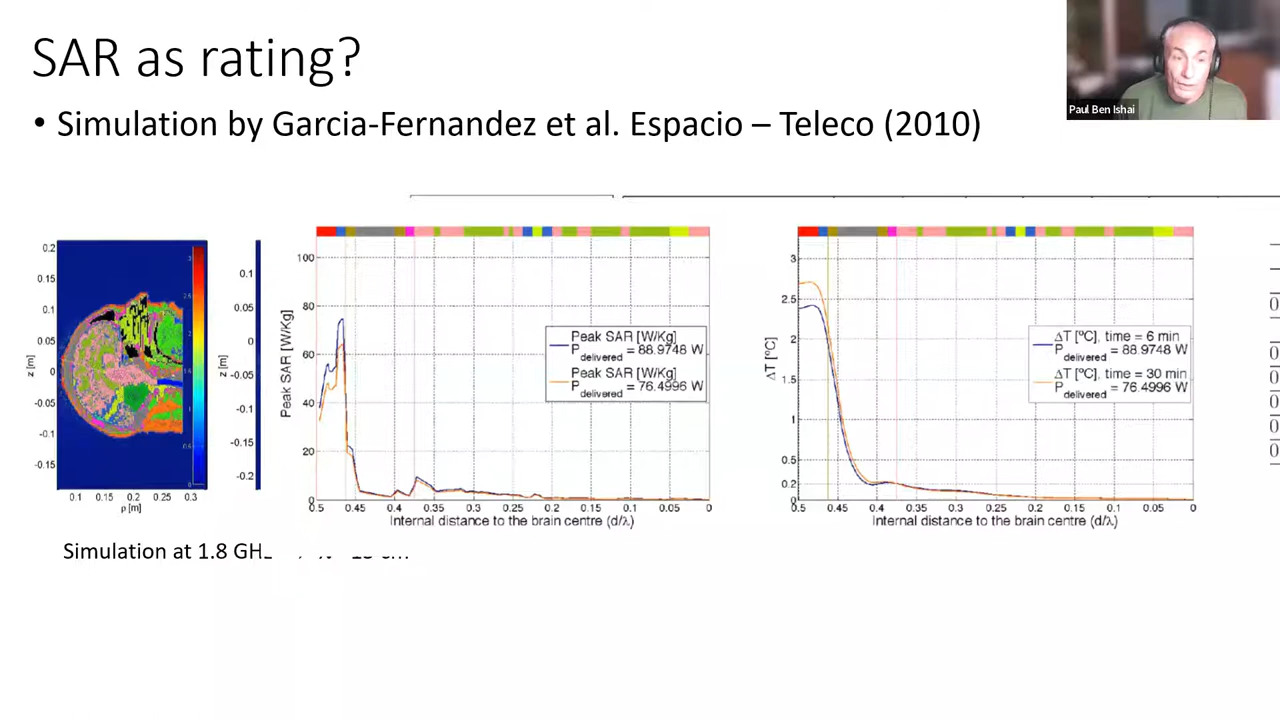 SAR as rating?
Paul Ben Ishai
• Simulation by Garcia-Fernandez et al. Espacio – Teleco (2010)
0.2
0.15
0.1
0.05
0
-0.05
-0.1
-0.15
z [m]
0.1 0.15 0.2 0.25 0.3
ρ [m]
0.1
0.05
0
-0.05
-0.1
-0.15
-0.2
z [m]
100
80
60
40
20
0
Peak SAR [W/Kg]
Peak SAR [W/Kg]
P delivered = 88.9748 W
Peak SAR [W/Kg]
P delivered = 76.4996 W
0.5 0.45 0.4 0.35 0.3 0.25 0.2 0.15 0.1 0.05 0
Internal distance to the brain centre (d/λ)
3
2.5
2
1.5
1
0.5
0.2
0
ΔT [ºC]
ΔT [ºC], time = 6 min
P delivered = 88.9748 W
ΔT [ºC], time = 30 min
P delivered = 76.4996 W
0.5 0.45 0.4 0.35 0.3 0.25 0.2 0.15 0.1 0.05 0
Internal distance to the brain centre (d/λ)
Simulation at 1.8